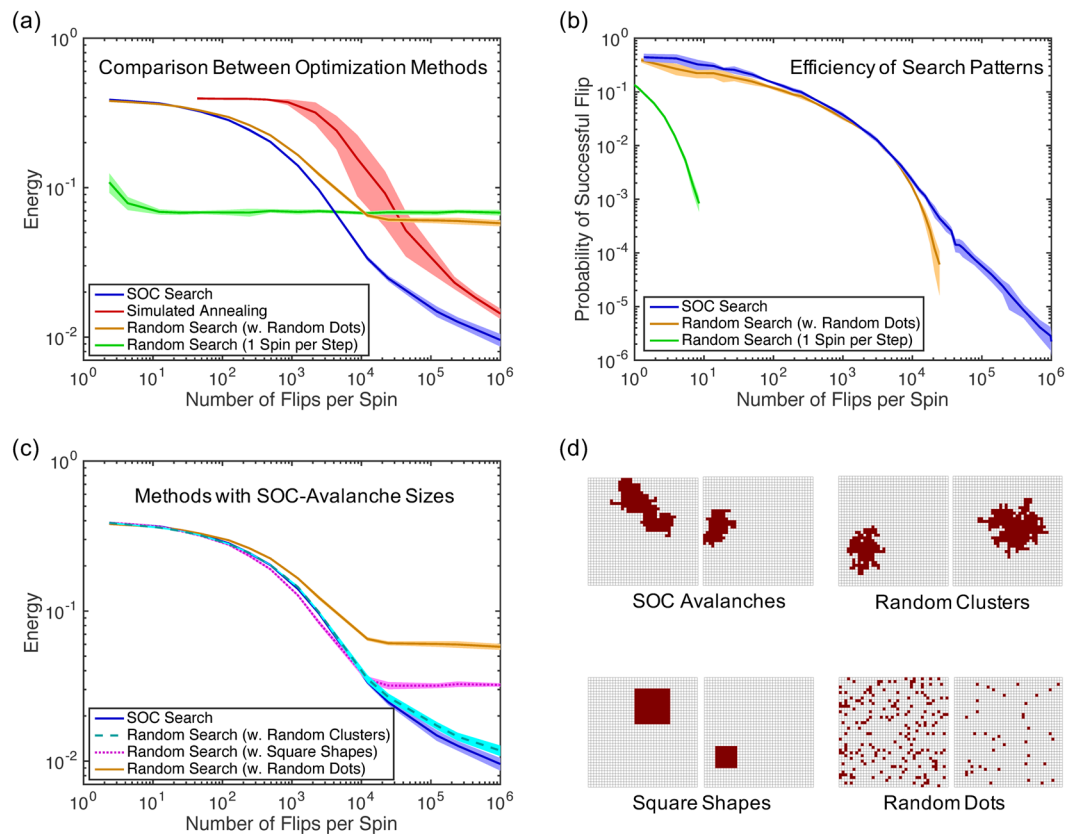 (a)
10^0
Comparison Between Optimization Methods
10^-1
Energy
SOC Search
Simulated Annealing
Random Search (w. Random Dots)
Random Search (1 Spin per Step)
10^-2
10^0 10^1 10^2 10^3 10^4 10^5 10^6
Number of Flips per Spin
(b)
10^0
Efficiency of Search Patterns
10^-1
10^-2
10^-3
10^-4
10^-5
10^-6
Probability of Successful Flip
SOC Search
Random Search (w. Random Dots)
Random Search (1 Spin per Step)
10^0 10^1 10^2 10^3 10^4 10^5 10^6
Number of Flips per Spin
(c)
10^0
Methods with SOC-Avalanche Sizes
10^-1
Energy
SOC Search
Random Search (w. Random Clusters)
Random Search (w. Square Shapes)
Random Search (w. Random Dots)
10^-2
10^0 10^1 10^2 10^3 10^4 10^5 10^6
Number of Flips per Spin
(d)
SOC Avalanches
Random Clusters
Square Shapes
Random Dots